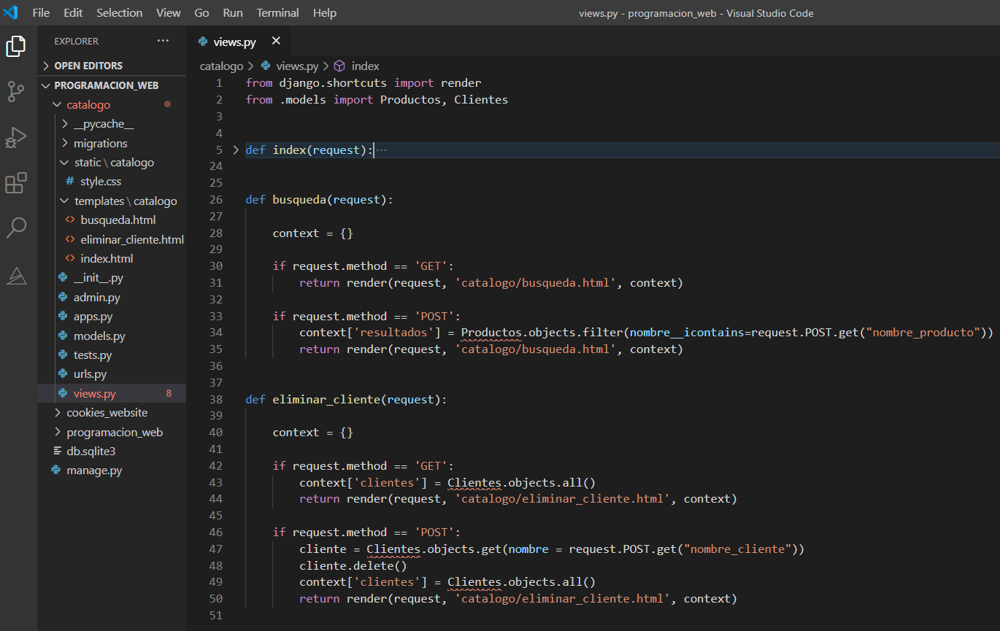 File Edit Selection View Go Run Terminal Help
views.py - programacion_web - Visual Studio Code
EXPLORER ···
OPEN EDITORS
PROGRAMACION_WEB
catalogo
__pycache__
migrations
static \ catalogo
# style.css
templates \ catalogo
<> busqueda.html
<> eliminar_cliente.html
<> index.html
__init__.py
admin.py
apps.py
models.py
tests.py
urls.py
views.py 8
cookies_website
programacion_web
db.sqlite3
manage.py
views.py
catalogo > views.py > index
1 from django.shortcuts import render
2 from .models import Productos, Clientes
3
4
5 def index(request):···
24
25
26 def busqueda(request):
27
28     context = {}
29
30     if request.method == 'GET':
31         return render(request, 'catalogo/busqueda.html', context)
32
33     if request.method == 'POST':
34         context['resultados'] = Productos.objects.filter(nombre__icontains=request.POST.get("nombre_producto"))
35         return render(request, 'catalogo/busqueda.html', context)
36
37
38 def eliminar_cliente(request):
39
40     context = {}
41
42     if request.method == 'GET':
43         context['clientes'] = Clientes.objects.all()
44         return render(request, 'catalogo/eliminar_cliente.html', context)
45
46     if request.method == 'POST':
47         cliente = Clientes.objects.get(nombre = request.POST.get("nombre_cliente"))
48         cliente.delete()
49         context['clientes'] = Clientes.objects.all()
50         return render(request, 'catalogo/eliminar_cliente.html', context)
51